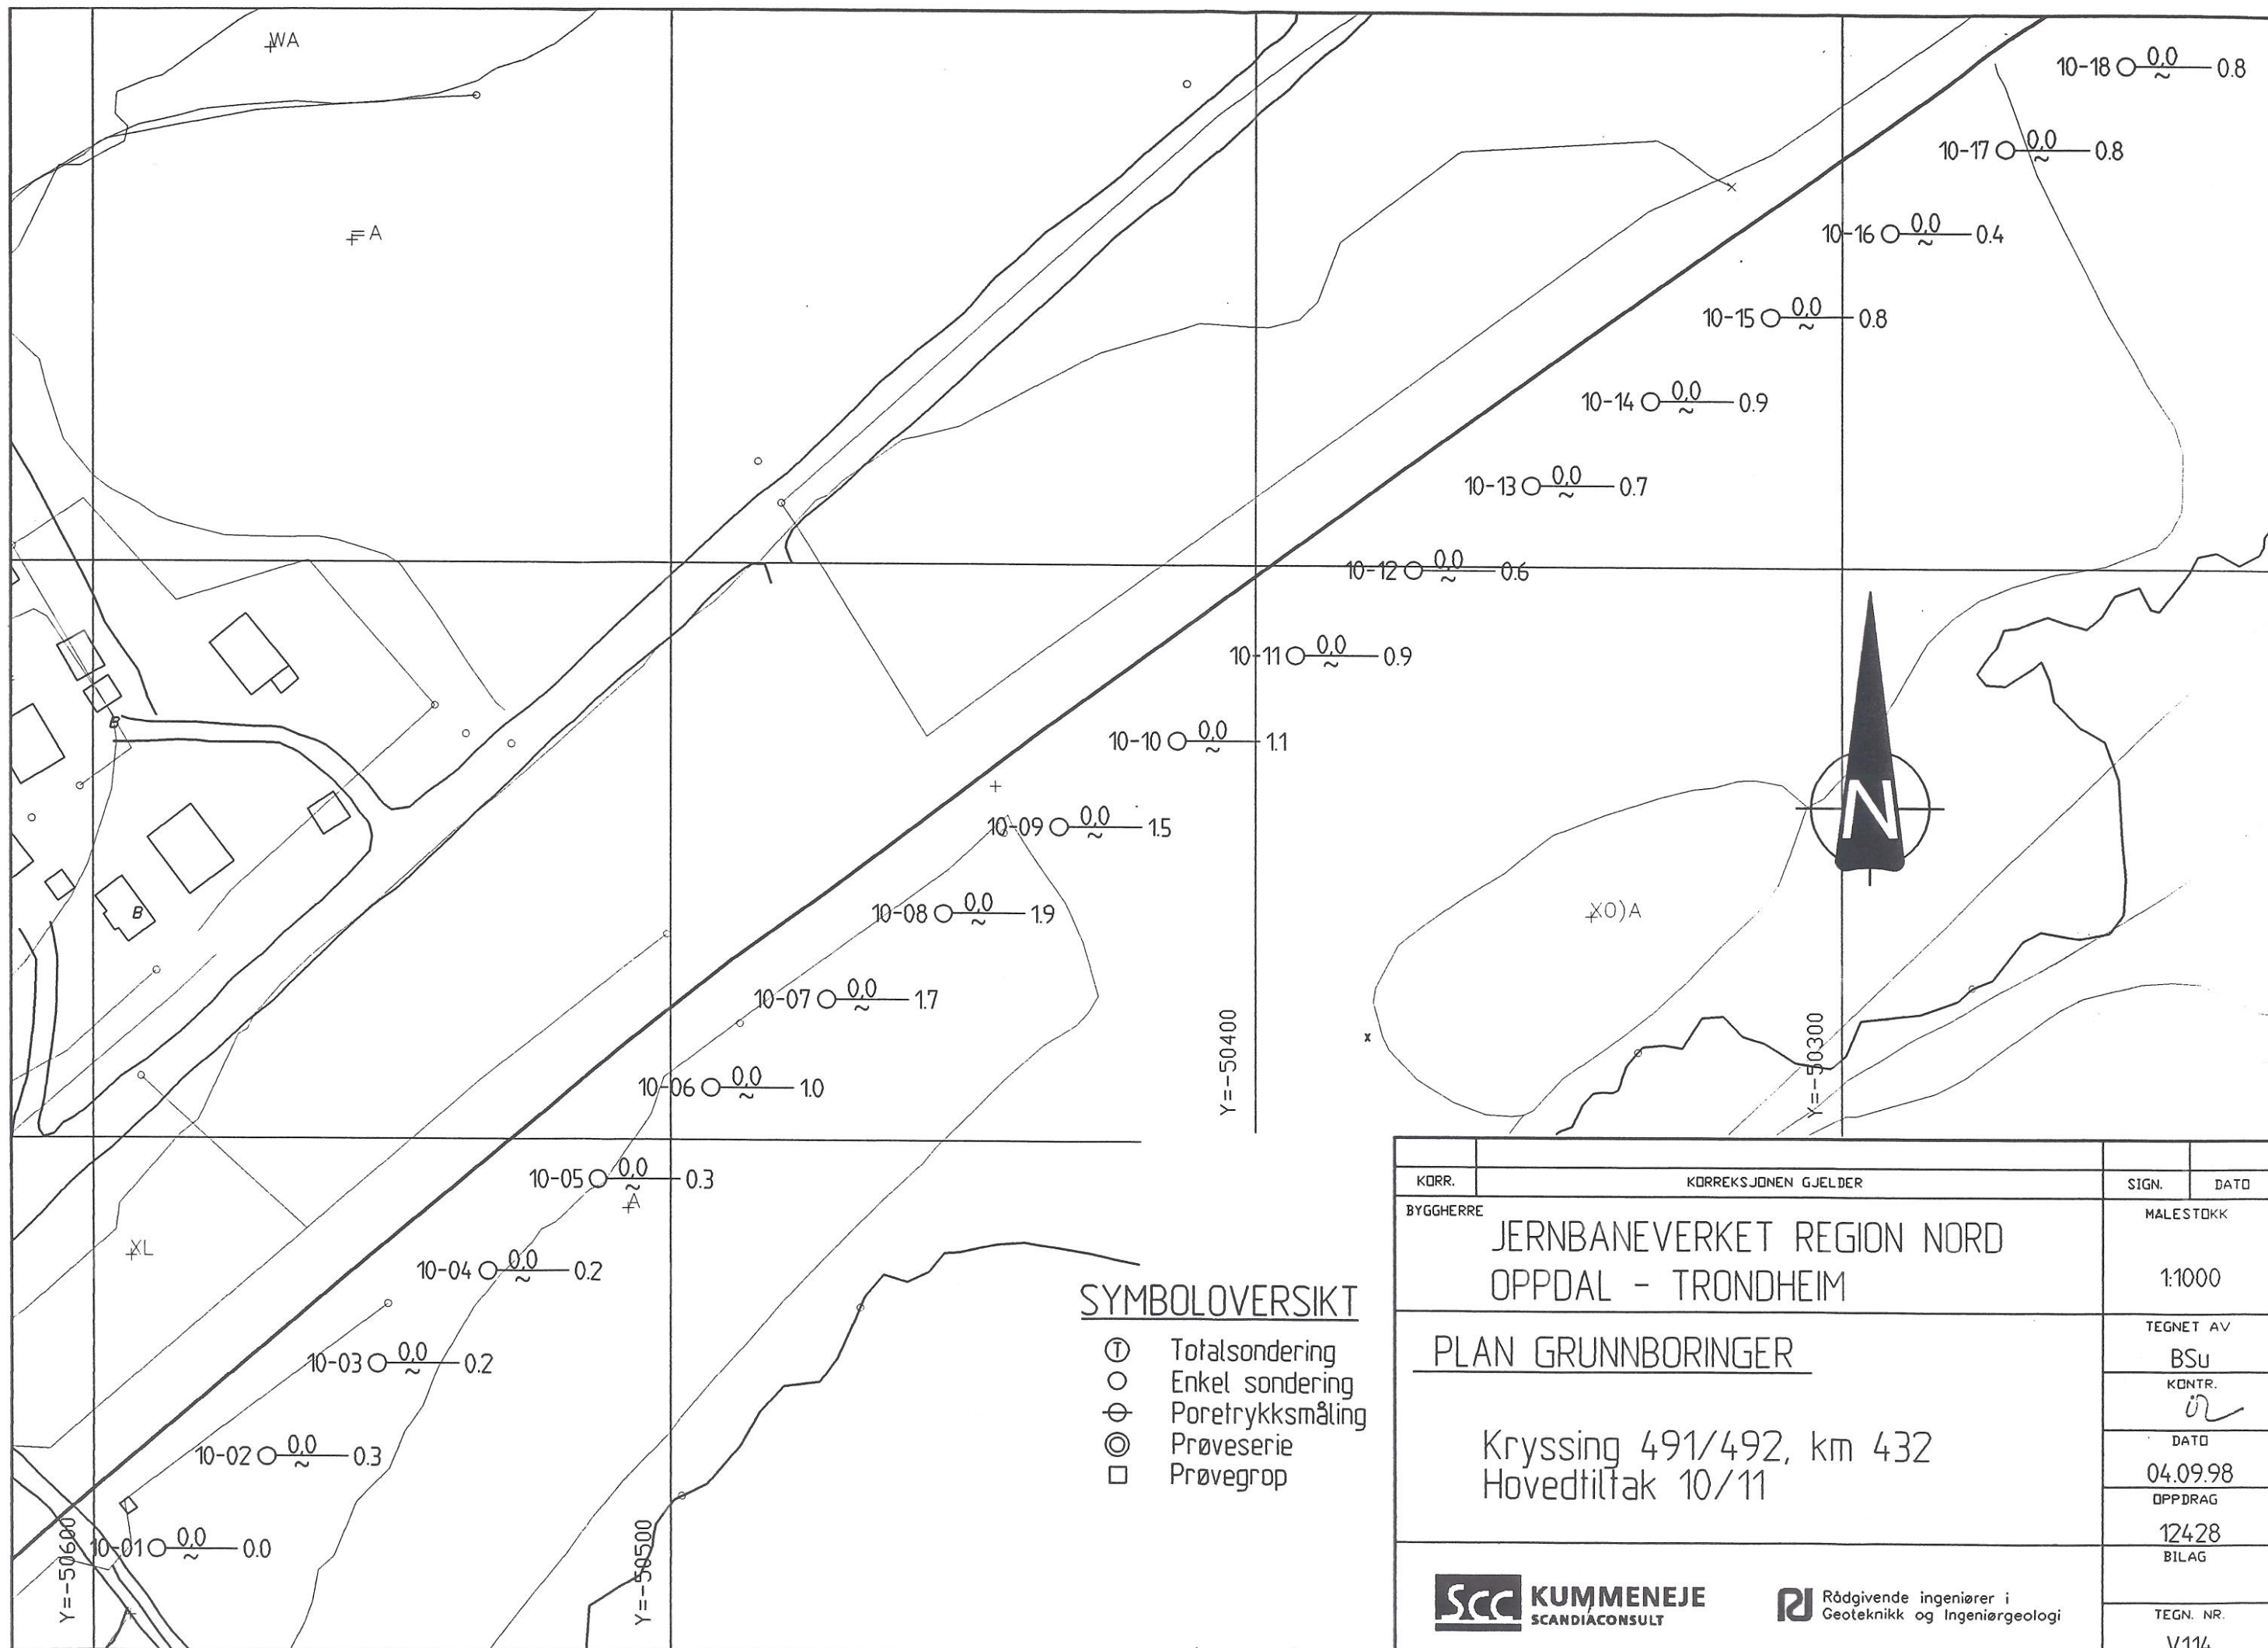 WA
A
10-18 0,0 ~ 0.8
10-17 0,0 ~ 0.8
10-16 0,0 ~ 0.4
10-15 0,0 ~ 0.8
10-14 0,0 ~ 0.9
10-13 0,0 ~ 0.7
10-12 0,0 ~ 0.6
10-11 0,0 ~ 0.9
10-10 0,0 ~ 1.1
10-09 0,0 ~ 1.5
10-08 0,0 ~ 1.9
10-07 0,0 ~ 1.7
10-06 0,0 ~ 1.0
10-05 0,0 ~ 0.3
A
10-04 0,0 ~ 0.2
10-03 0,0 ~ 0.2
10-02 0,0 ~ 0.3
10-01 0,0 ~ 0.0
B
B
XL
XO)A
x
N
Y=-50600
Y=-50500
Y=-50400
Y=-50300
SYMBOLOVERSIKT
T Totalsondering
Enkel sondering
Poretrykksmåling
Prøveserie
Prøvegrop
KORR. KORREKSJONEN GJELDER SIGN. DATO
BYGGHERRE
JERNBANEVERKET REGION NORD
OPPDAL - TRONDHEIM
MALESTOKK
1:1000
PLAN GRUNNBORINGER
Kryssing 491/492, km 432
Hovedtiltak 10/11
TEGNET AV
BSu
KONTR.
DATO
04.09.98
OPPDRAG
12428
BILAG
TEGN. NR.
V114
SCC KUMMENEJE
SCANDIACONSULT
Rådgivende ingeniører i
Geoteknikk og Ingeniørgeologi